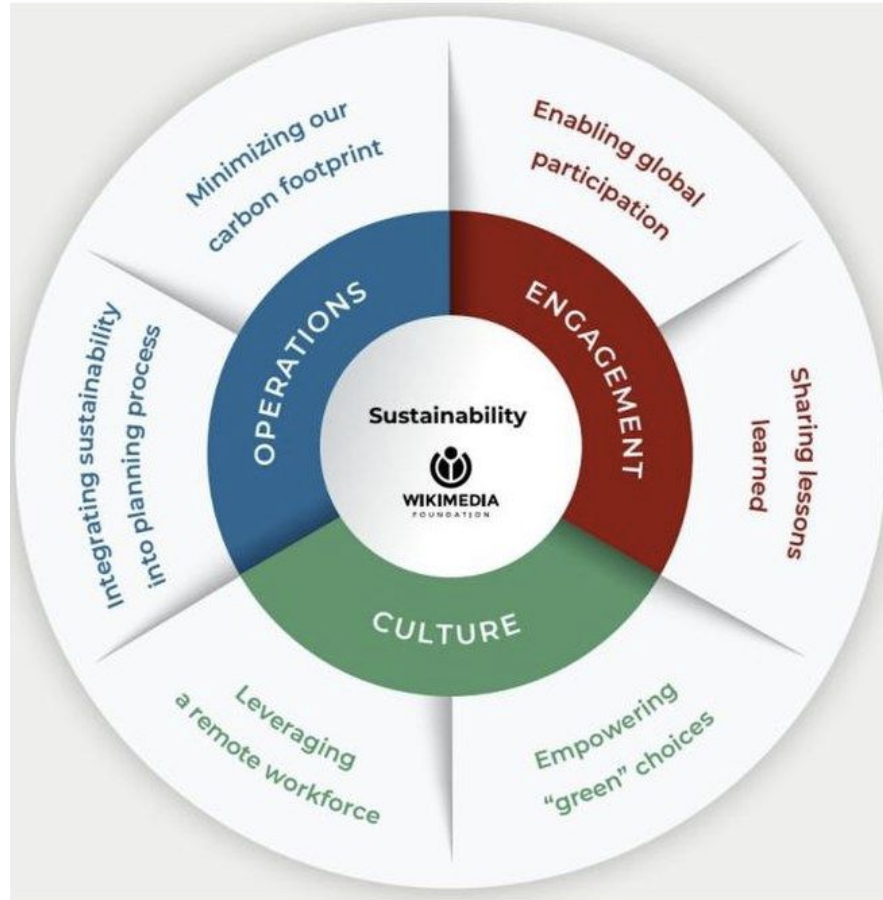 Sustainability
WIKIMEDIA
FOUNDATION
OPERATIONS
Minimizing our
carbon footprint
Integrating sustainability
into planning process
ENGAGEMENT
Enabling global
participation
Sharing lessons
learned
CULTURE
Empowering
“green” choices
Leveraging
a remote workforce